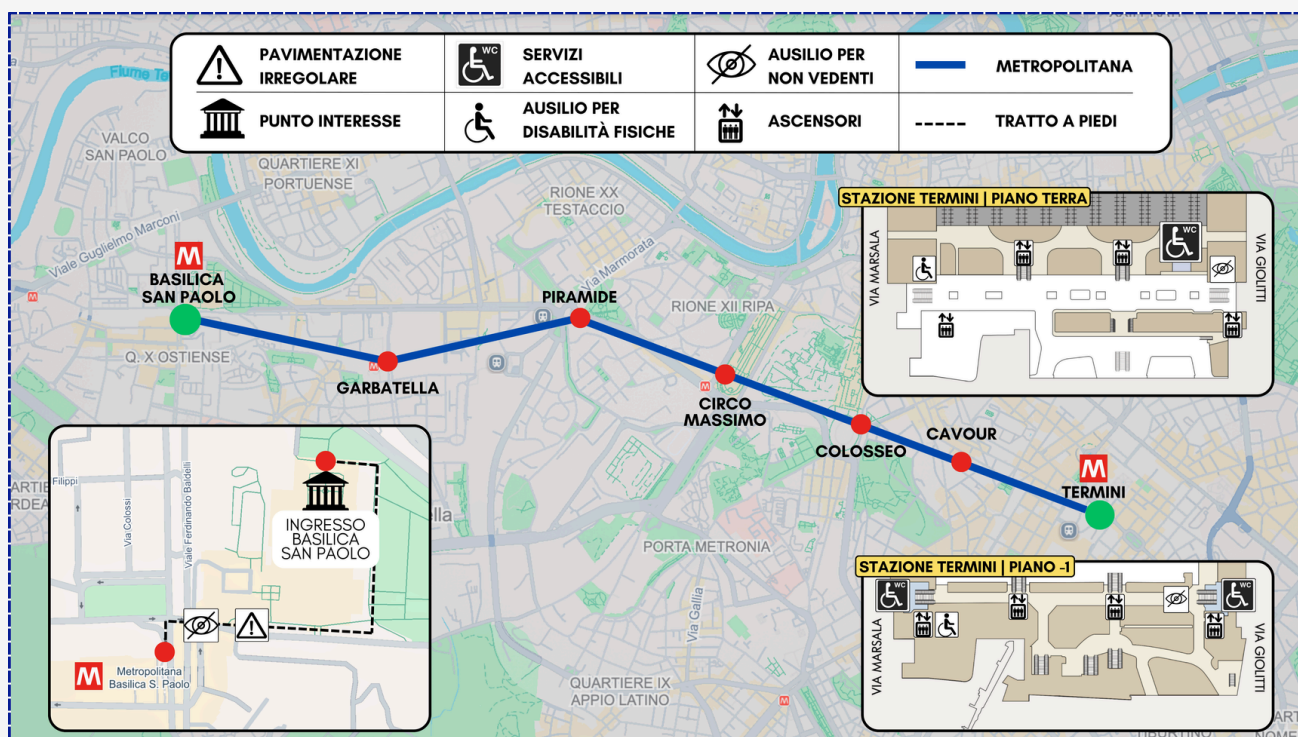 PAVIMENTAZIONE
IRREGOLARE
WC
SERVIZI
ACCESSIBILI
AUSILIO PER
NON VEDENTI
METROPOLITANA
PUNTO INTERESSE
AUSILIO PER
DISABILITÀ FISICHE
ASCENSORI
TRATTO A PIEDI
Fiume Te
VALCO
SAN PAOLO
QUARTIERE XI
PORTUENSE
RIONE XX
TESTACCIO
Viale Guglielmo Marconi
Via Marmorata
RIONE XII RIPA
Q. X OSTIENSE
M
BASILICA
SAN PAOLO
GARBATELLA
PIRAMIDE
CIRCO
MASSIMO
COLOSSEO
CAVOUR
M
TERMINI
STAZIONE TERMINI | PIANO TERRA
VIA MARSALA
WC
VIA GIOLITTI
STAZIONE TERMINI | PIANO -1
WC
WC
VIA MARSALA
VIA GIOLITTI
PORTA METRONIA
Via Gallia
QUARTIERE IX
APPIO LATINO
Filippi
Via Colossi
Viale Ferdinando Baldelli
INGRESSO
BASILICA
SAN PAOLO
M
Metropolitana
Basilica S. Paolo